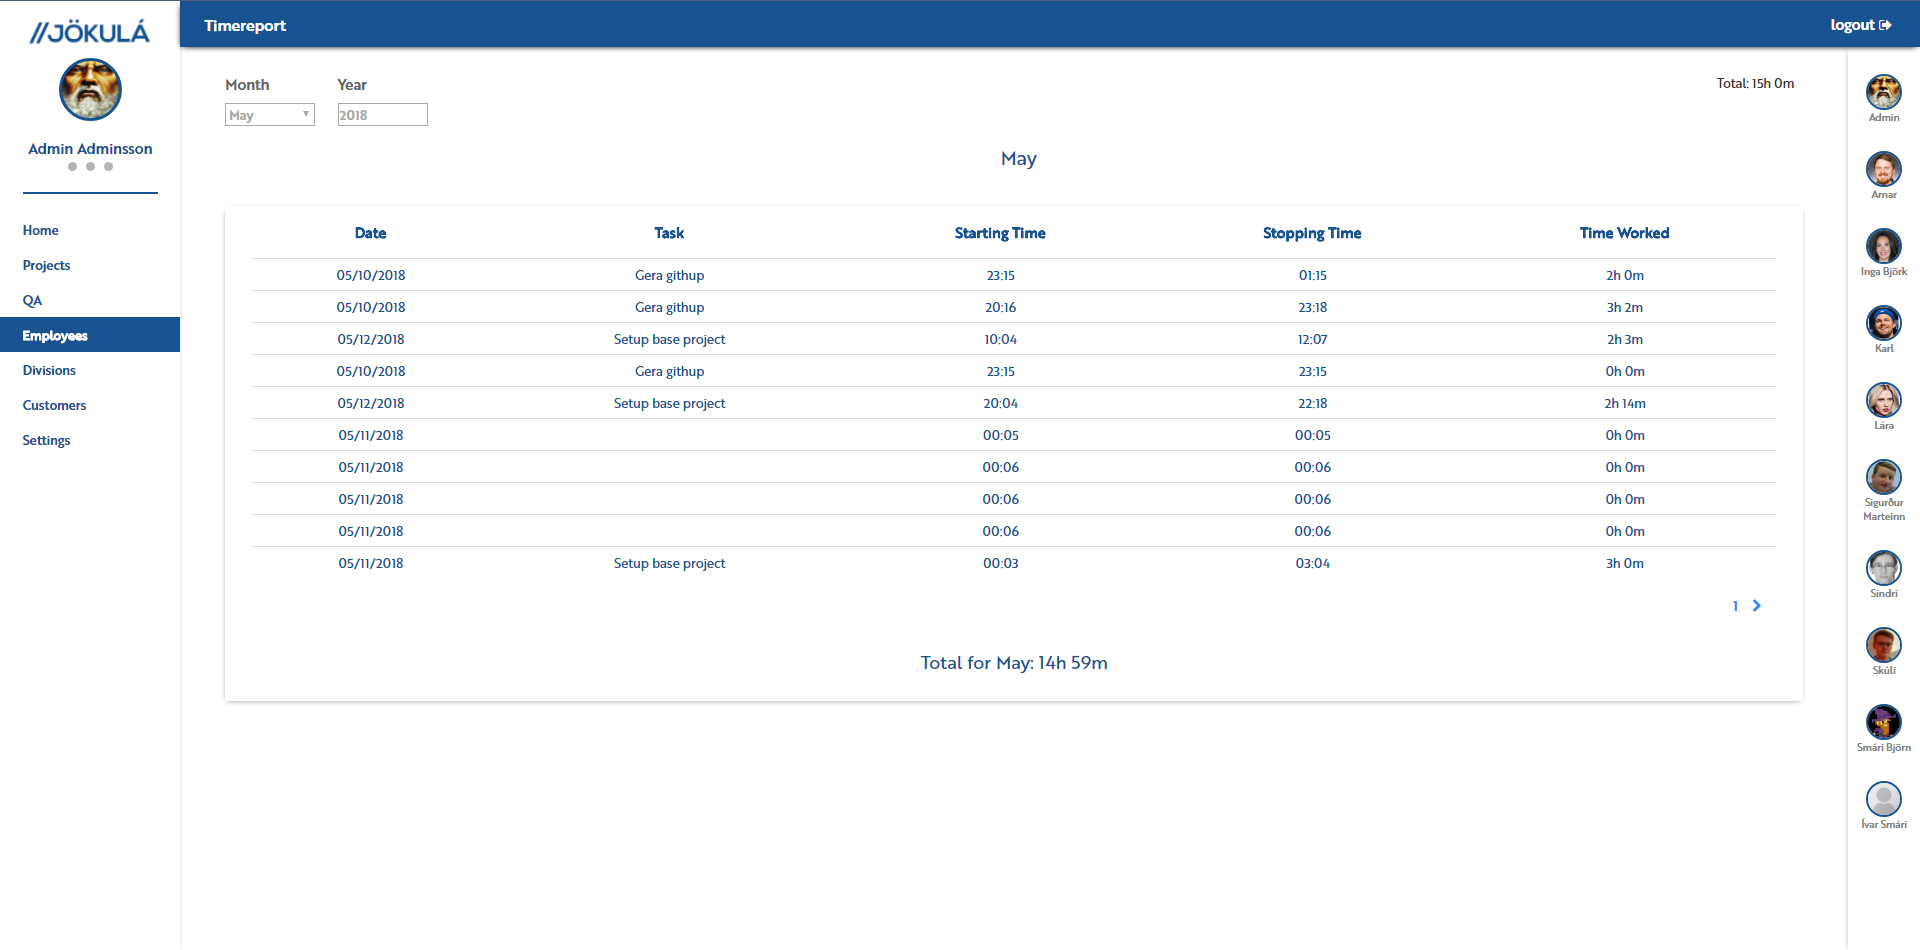 //JÖKULÁ
Timereport
logout
Admin Adminsson
Home
Projects
QA
Employees
Divisions
Customers
Settings
Month Year
May 2018
Total: 15h 0m
May
Date Task Starting Time Stopping Time Time Worked
05/10/2018 Gera githup 23:15 01:15 2h 0m
05/10/2018 Gera githup 20:16 23:18 3h 2m
05/12/2018 Setup base project 10:04 12:07 2h 3m
05/10/2018 Gera githup 23:15 23:15 0h 0m
05/12/2018 Setup base project 20:04 22:18 2h 14m
05/11/2018 00:05 00:05 0h 0m
05/11/2018 00:06 00:06 0h 0m
05/11/2018 00:06 00:06 0h 0m
05/11/2018 00:06 00:06 0h 0m
05/11/2018 Setup base project 00:03 03:04 3h 0m
1
Total for May: 14h 59m
Admin
Arnar
Inga Björk
Karl
Lára
Sigurður
Marteinn
Sindri
Skúli
Smári Björn
Ívar Smári